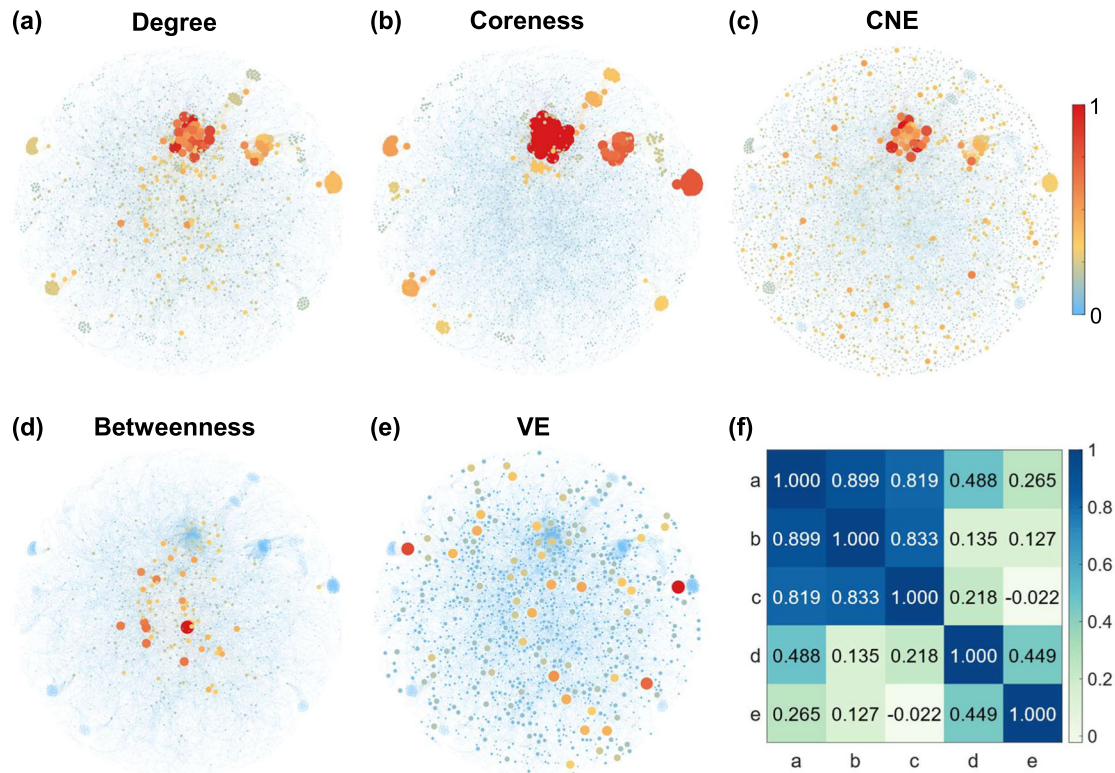 (a) Degree
(b) Coreness
(c) CNE
1
0
(d) Betweenness
(e) VE
(f)
a 1.000 0.899 0.819 0.488 0.265
b 0.899 1.000 0.833 0.135 0.127
c 0.819 0.833 1.000 0.218 -0.022
d 0.488 0.135 0.218 1.000 0.449
e 0.265 0.127 -0.022 0.449 1.000
a b c d e
1
0.8
0.6
0.4
0.2
0